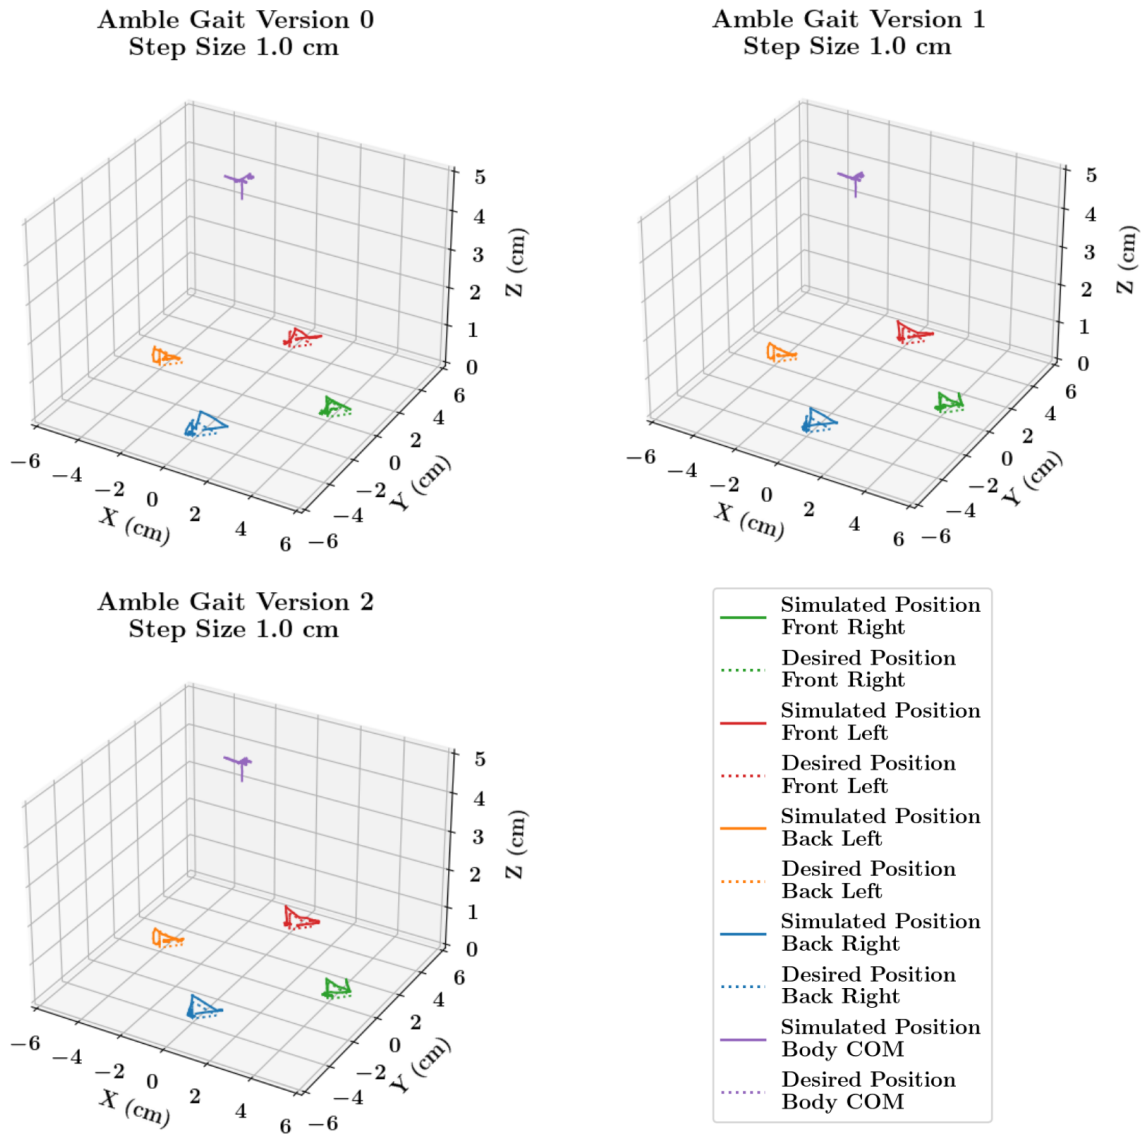 Amble Gait Version 0
Step Size 1.0 cm
5
4
3
2
1
0
Z (cm)
6
4
2
0
−2
−4
−6
Y (cm)
−6
−4
−2
0
2
4
6
X (cm)
Amble Gait Version 1
Step Size 1.0 cm
5
4
3
2
1
0
Z (cm)
6
4
2
0
−2
−4
−6
Y (cm)
−6
−4
−2
0
2
4
6
X (cm)
Amble Gait Version 2
Step Size 1.0 cm
5
4
3
2
1
0
Z (cm)
6
4
2
0
−2
−4
−6
Y (cm)
−6
−4
−2
0
2
4
6
X (cm)
Simulated Position
Front Right
Desired Position
Front Right
Simulated Position
Front Left
Desired Position
Front Left
Simulated Position
Back Left
Desired Position
Back Left
Simulated Position
Back Right
Desired Position
Back Right
Simulated Position
Body COM
Desired Position
Body COM